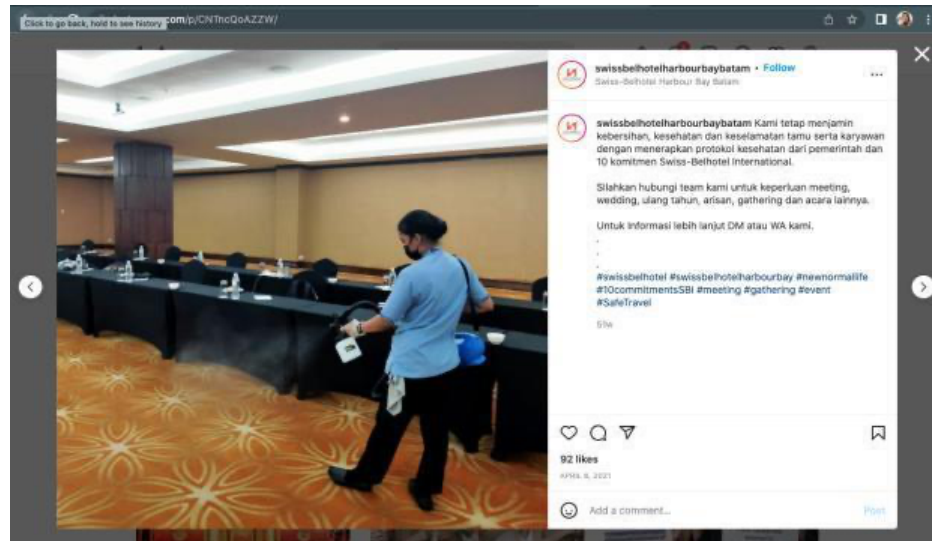 Click to go back, hold to see history
com/p/CNThcQoAZZW/
swissbelhotelharbourbaybatam • Follow
Swiss-Belhotel Harbour Bay Batam
swissbelhotelharbourbaybatam Kami tetap menjamin
kebersihan, kesehatan dan keselamatan tamu serta karyawan
dengan menerapkan protokol kesehatan dari pemerintah dan
10 komitmen Swiss-Belhotel International.
Silahkan hubungi team kami untuk keperluan meeting,
wedding, ulang tahun, arisan, gathering dan acara lainnya.
Untuk Informasi lebih lanjut DM atau WA kami.
.
.
.
#swissbelhotel #swissbelhotelharbourbay #newnormallife
#10commitmentsSBI #meeting #gathering #event
#SafeTravel
51w
92 likes
APRIL 6, 2021
Add a comment...
Post